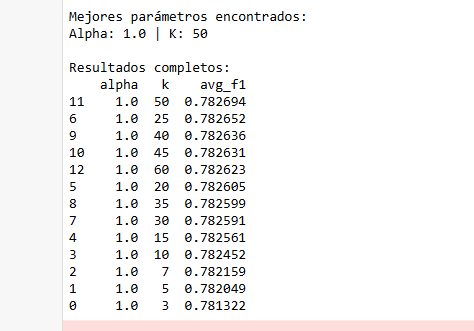 Mejores parámetros encontrados:
Alpha: 1.0 | K: 50
Resultados completos:
alpha k avg_f1
11 1.0 50 0.782694
6 1.0 25 0.782652
9 1.0 40 0.782636
10 1.0 45 0.782631
12 1.0 60 0.782623
5 1.0 20 0.782605
8 1.0 35 0.782599
7 1.0 30 0.782591
4 1.0 15 0.782561
3 1.0 10 0.782452
2 1.0 7 0.782159
1 1.0 5 0.782049
0 1.0 3 0.781322